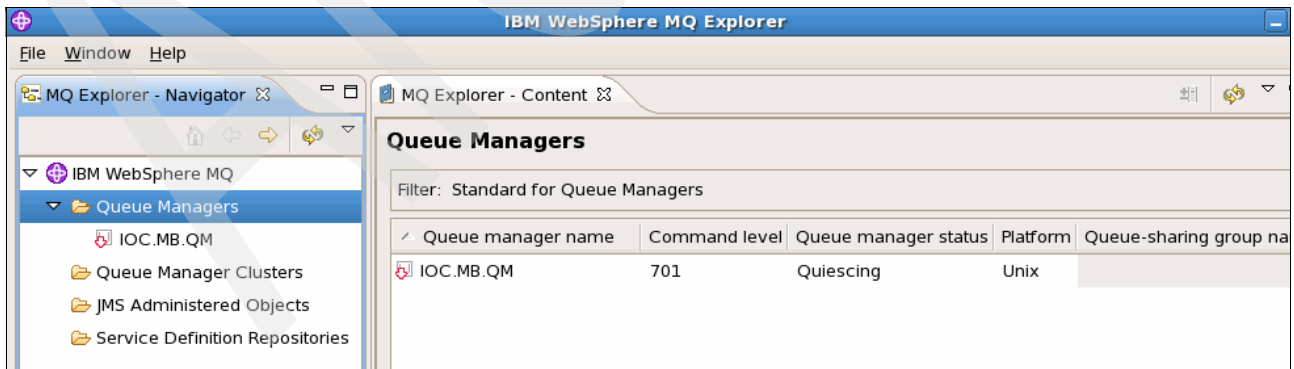 IBM WebSphere MQ Explorer
File Window Help
MQ Explorer - Navigator
IBM WebSphere MQ
Queue Managers
IOC.MB.QM
Queue Manager Clusters
JMS Administered Objects
Service Definition Repositories
MQ Explorer - Content
Queue Managers
Filter: Standard for Queue Managers
Queue manager name Command level Queue manager status Platform Queue-sharing group na
IOC.MB.QM 701 Quiescing Unix